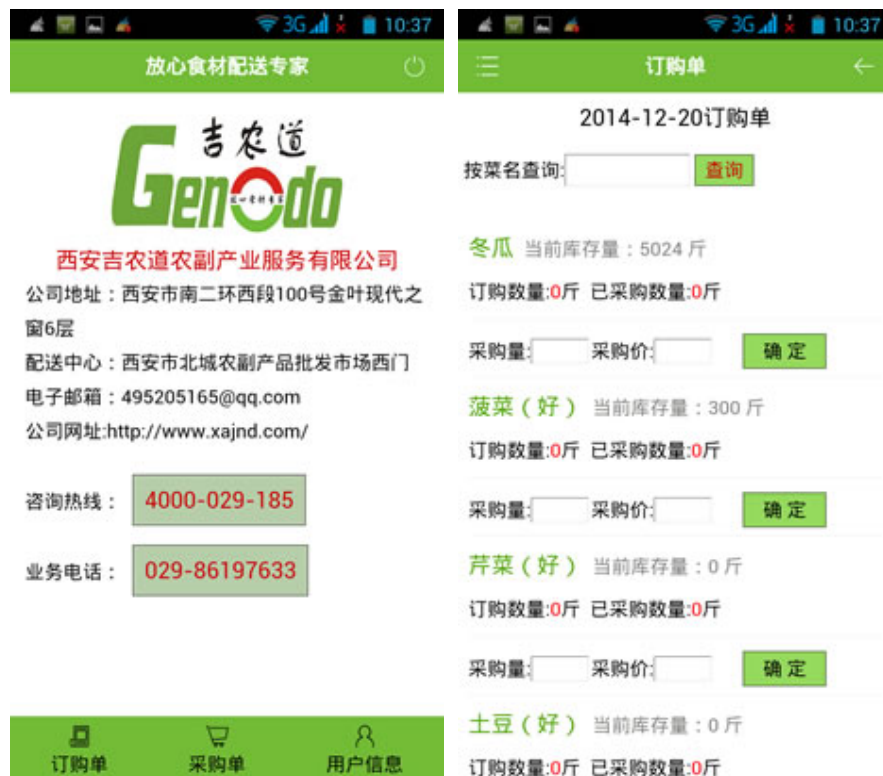 3G 10:37
放心食材配送专家
吉农道
Genodo
放心食材专家
西安吉农道农副产业服务有限公司
公司地址：西安市南二环西段100号金叶现代之
窗6层
配送中心：西安市北城农副产品批发市场西门
电子邮箱：495205165@qq.com
公司网址:http://www.xajnd.com/
咨询热线： 4000-029-185
业务电话： 029-86197633
订购单 采购单 用户信息
3G 10:37
订购单
2014-12-20订购单
按菜名查询: 查询
冬瓜 当前库存量：5024 斤
订购数量:0斤 已采购数量:0斤
采购量: 采购价: 确 定
菠菜（好） 当前库存量：300 斤
订购数量:0斤 已采购数量:0斤
采购量: 采购价: 确 定
芹菜（好） 当前库存量：0 斤
订购数量:0斤 已采购数量:0斤
采购量: 采购价: 确 定
土豆（好） 当前库存量：0 斤
订购数量:0斤 已采购数量:0斤